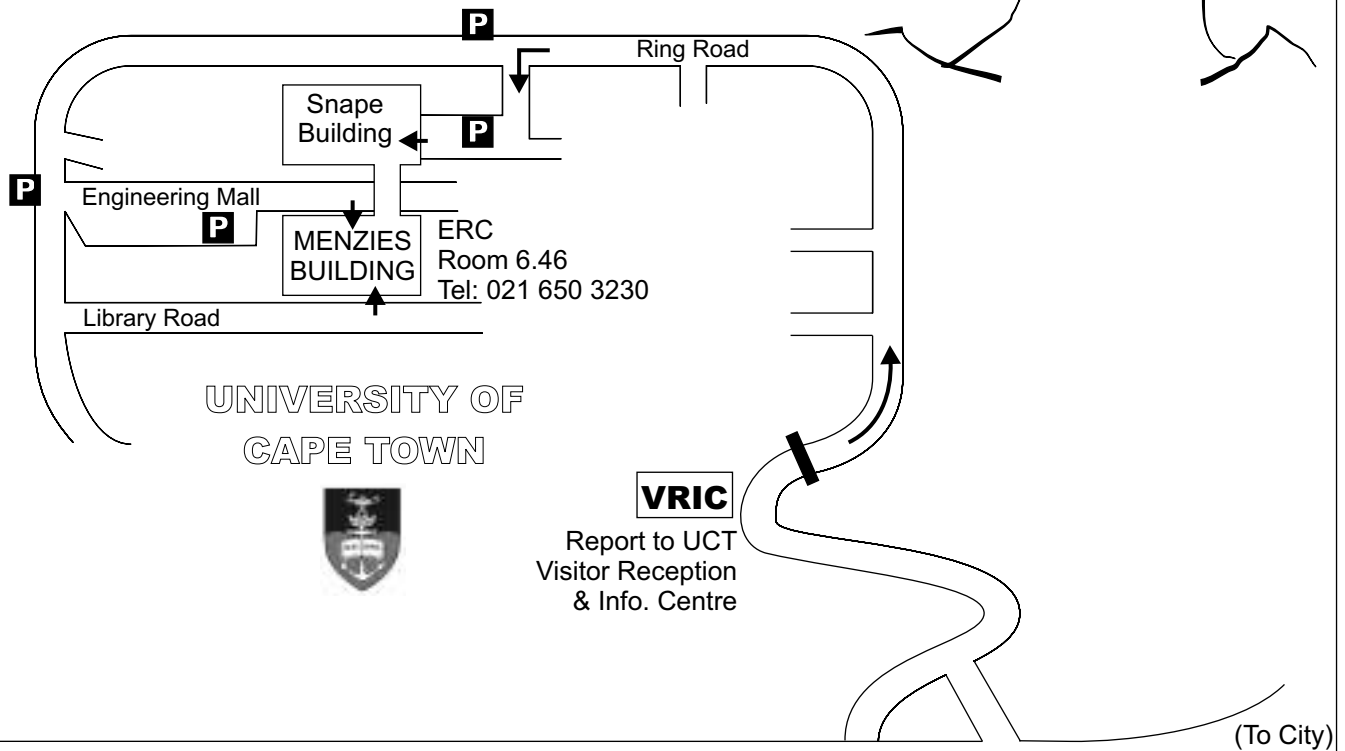 P
Ring Road
Snape
Building
P
P
Engineering Mall
P
MENZIES
BUILDING
ERC
Room 6.46
Tel: 021 650 3230
Library Road
UNIVERSITY OF
CAPE TOWN
VRIC
Report to UCT
Visitor Reception
& Info. Centre
(To City)